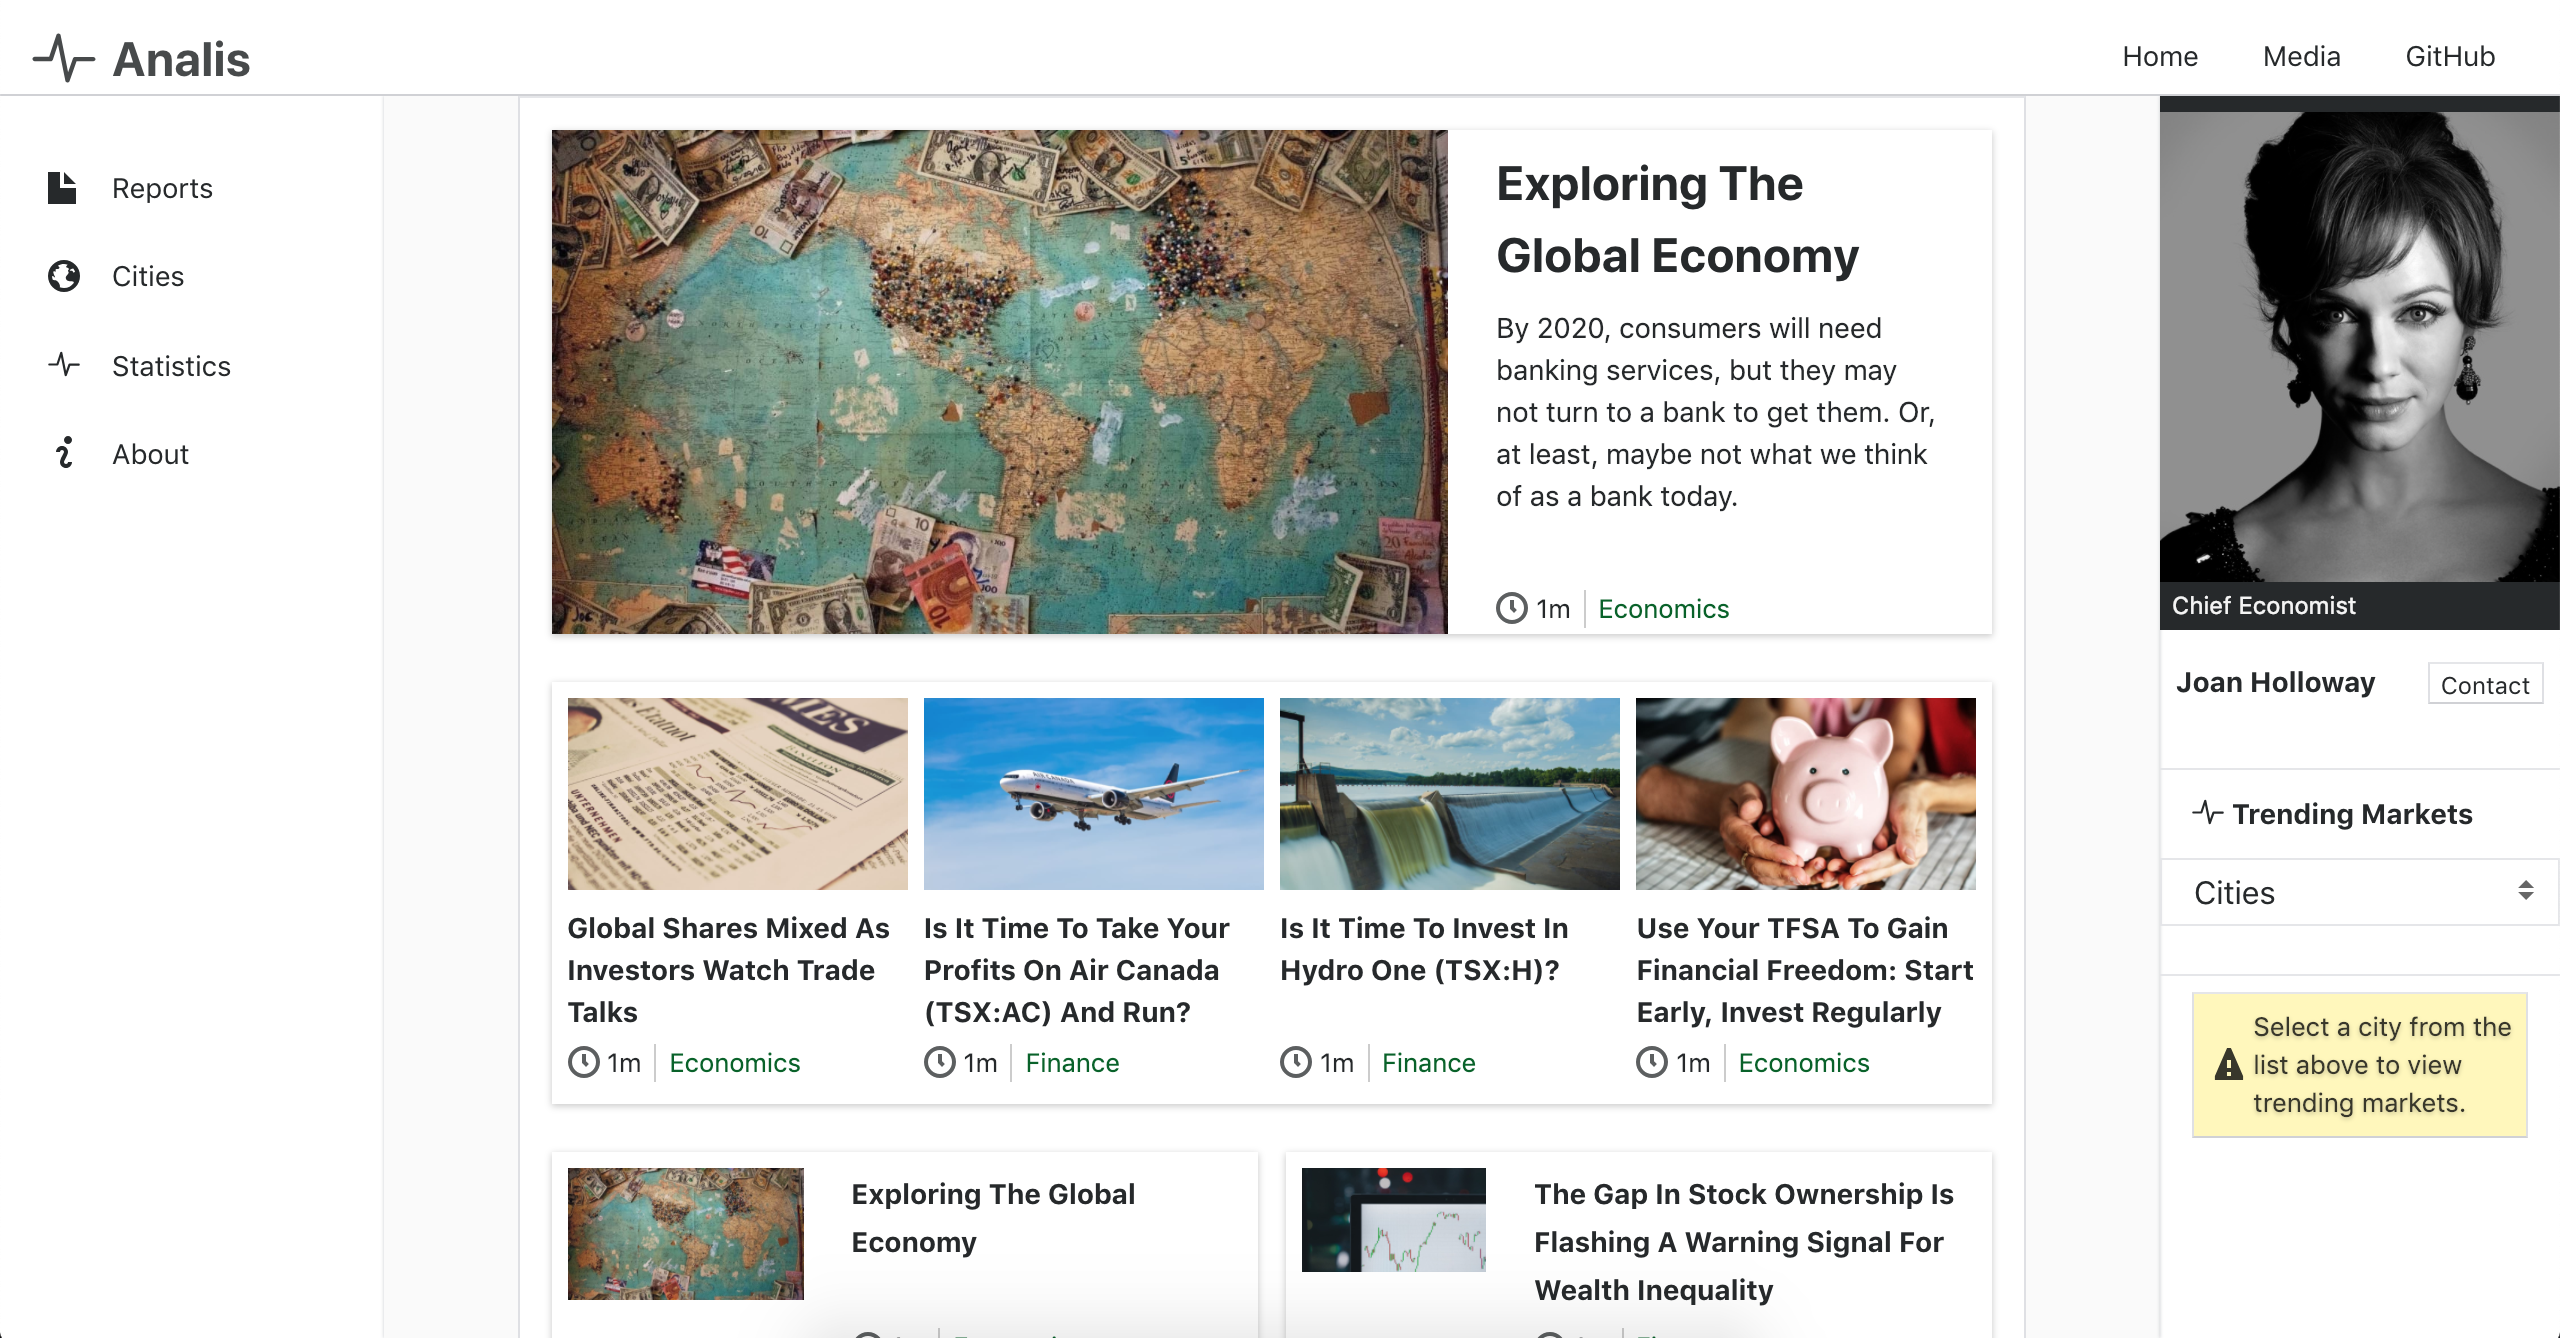 Analis
Home
Media
GitHub
Reports
Cities
Statistics
About
Exploring The
Global Economy
By 2020, consumers will need
banking services, but they may
not turn to a bank to get them. Or,
at least, maybe not what we think
of as a bank today.
1m
Economics
UNTERNEHMEN
Global Shares Mixed As
Investors Watch Trade
Talks
1m
Economics
AIR CANADA
Is It Time To Take Your
Profits On Air Canada
(TSX:AC) And Run?
1m
Finance
Is It Time To Invest In
Hydro One (TSX:H)?
1m
Finance
Use Your TFSA To Gain
Financial Freedom: Start
Early, Invest Regularly
1m
Economics
Exploring The Global
Economy
The Gap In Stock Ownership Is
Flashing A Warning Signal For
Wealth Inequality
Chief Economist
Joan Holloway
Contact
Trending Markets
Cities
Select a city from the
list above to view
trending markets.